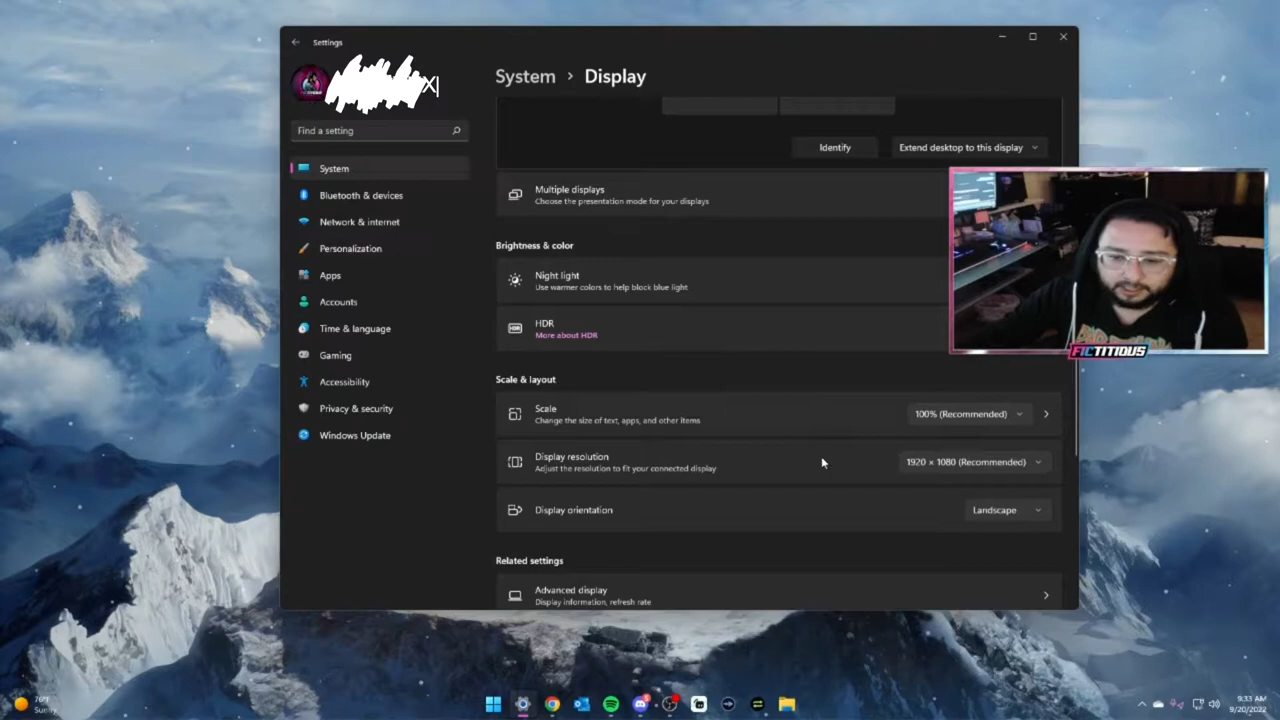 Settings
X
Find a setting
System
Bluetooth & devices
Network & internet
Personalization
Apps
Accounts
Time & language
Gaming
Accessibility
Privacy & security
Windows Update
System > Display
Identify
Extend desktop to this display
Multiple displays
Choose the presentation mode for your displays
Brightness & color
Night light
Use warmer colors to help block blue light
HDR
HDR
More about HDR
Scale & layout
Scale
Change the size of text, apps, and other items
100% (Recommended)
Display resolution
Adjust the resolution to fit your connected display
1920 × 1080 (Recommended)
Display orientation
Landscape
Related settings
Advanced display
Display information, refresh rate
FICTITIOUS
76°F
Sunny
9:33 AM
9/20/2022